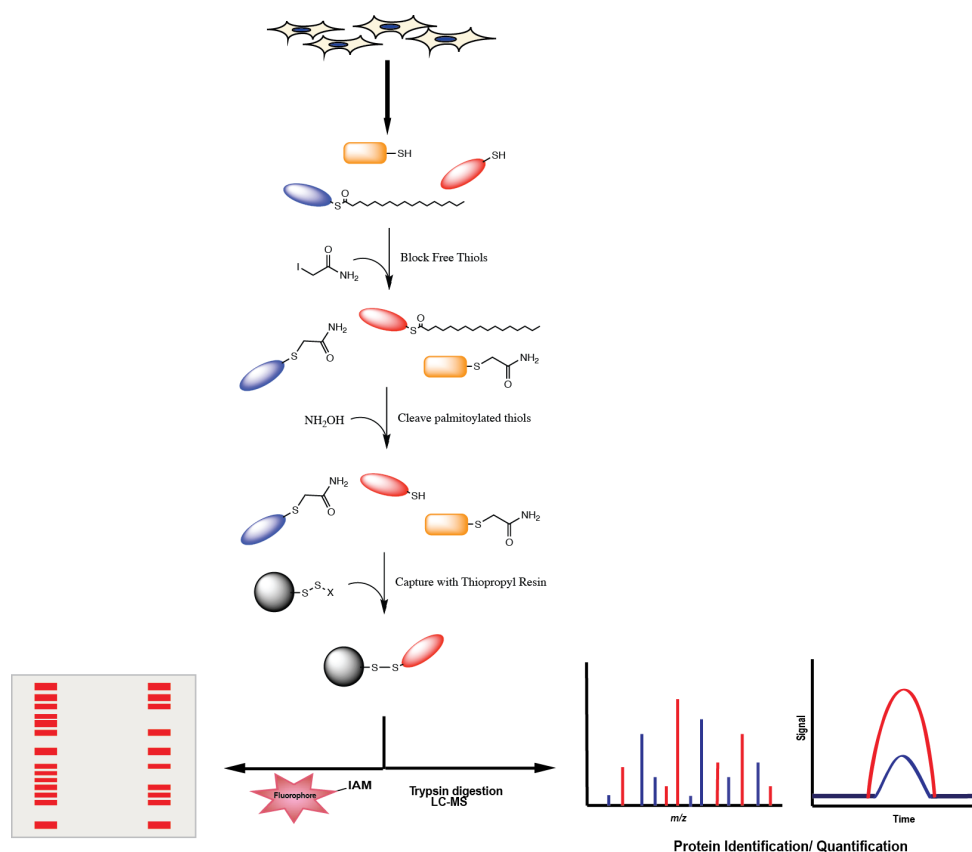 SH
SH
S
O
O
I
NH₂
Block Free Thiols
NH₂
S
O
S
O
S
NH₂
O
NH₂OH
Cleave palmitoylated thiols
NH₂
S
O
SH
S
NH₂
O
S
S
X
Capture with Thiopropyl Resin
S
S
Fluorophore
IAM
Trypsin digestion
LC-MS
m/z
Signal
Time
Protein Identification/ Quantification